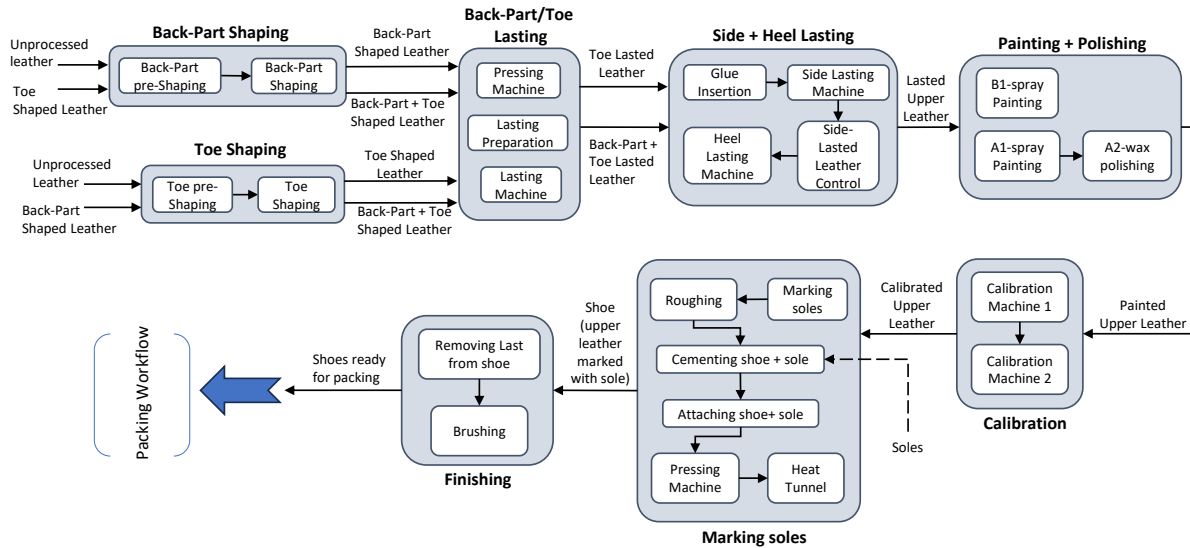 Back-Part Shaping
Unprocessed
leather
Toe
Shaped Leather
Back-Part
pre-Shaping
Back-Part
Shaping
Back-Part
Shaped Leather
Back-Part + Toe
Shaped Leather
Toe Shaping
Unprocessed
Leather
Back-Part
Shaped Leather
Toe pre-
Shaping
Toe
Shaping
Toe Shaped
Leather
Back-Part + Toe
Shaped Leather
Back-Part/Toe
Lasting
Pressing
Machine
Lasting
Preparation
Lasting
Machine
Toe Lasted
Leather
Back-Part +
Toe Lasted
Leather
Side + Heel Lasting
Glue
Insertion
Side Lasting
Machine
Heel
Lasting
Machine
Side-
Lasted
Leather
Control
Lasted
Upper
Leather
Painting + Polishing
B1-spray
Painting
A1-spray
Painting
A2-wax
polishing
Painted
Upper Leather
Calibration
Machine 1
Calibration
Machine 2
Calibration
Calibrated
Upper
Leather
Marking
soles
Roughing
Cementing shoe + sole
Soles
Attaching shoe+ sole
Pressing
Machine
Heat
Tunnel
Marking soles
Shoe
(upper
leather
marked
with sole)
Removing Last
from shoe
Brushing
Finishing
Shoes ready
for packing
Packing Workflow